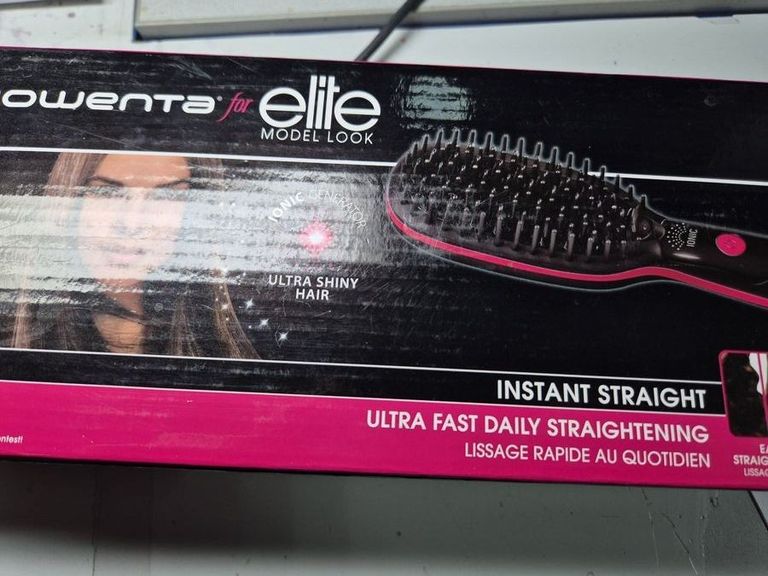 rowenta® for elite
MODEL LOOK
IONIC GENERATOR
ULTRA SHINY
HAIR
IONIC
INSTANT STRAIGHT
ULTRA FAST DAILY STRAIGHTENING
LISSAGE RAPIDE AU QUOTIDIEN